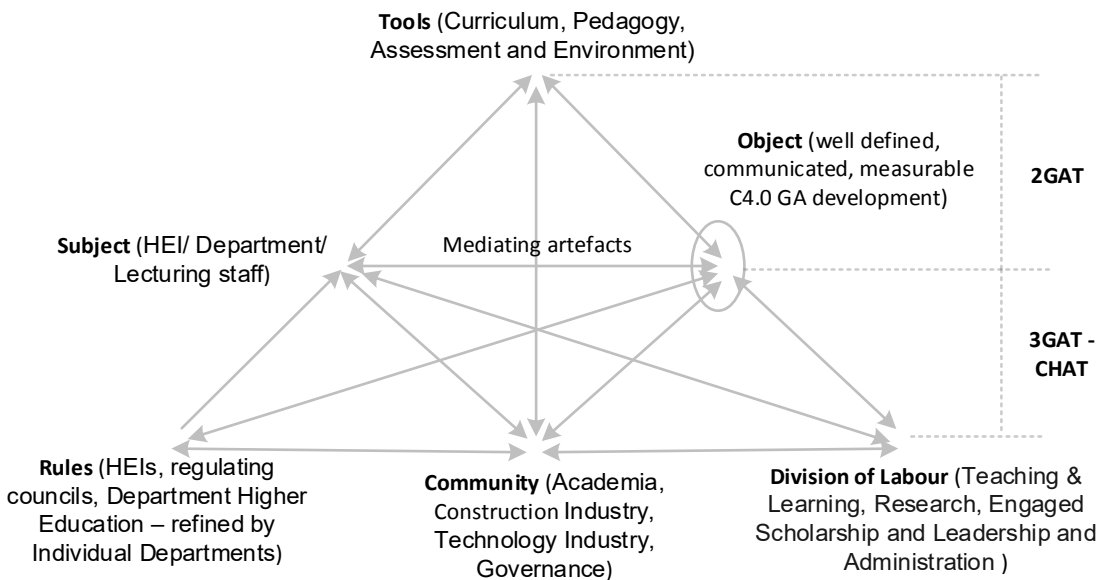 Tools (Curriculum, Pedagogy,
Assessment and Environment)
Object (well defined,
communicated, measurable
C4.0 GA development)
2GAT
Subject (HEI/ Department/
Lecturing staff)
Mediating artefacts
3GAT -
CHAT
Rules (HEIs, regulating
councils, Department Higher
Education – refined by
Individual Departments)
Community (Academia,
Construction Industry,
Technology Industry,
Governance)
Division of Labour (Teaching &
Learning, Research, Engaged
Scholarship and Leadership and
Administration )